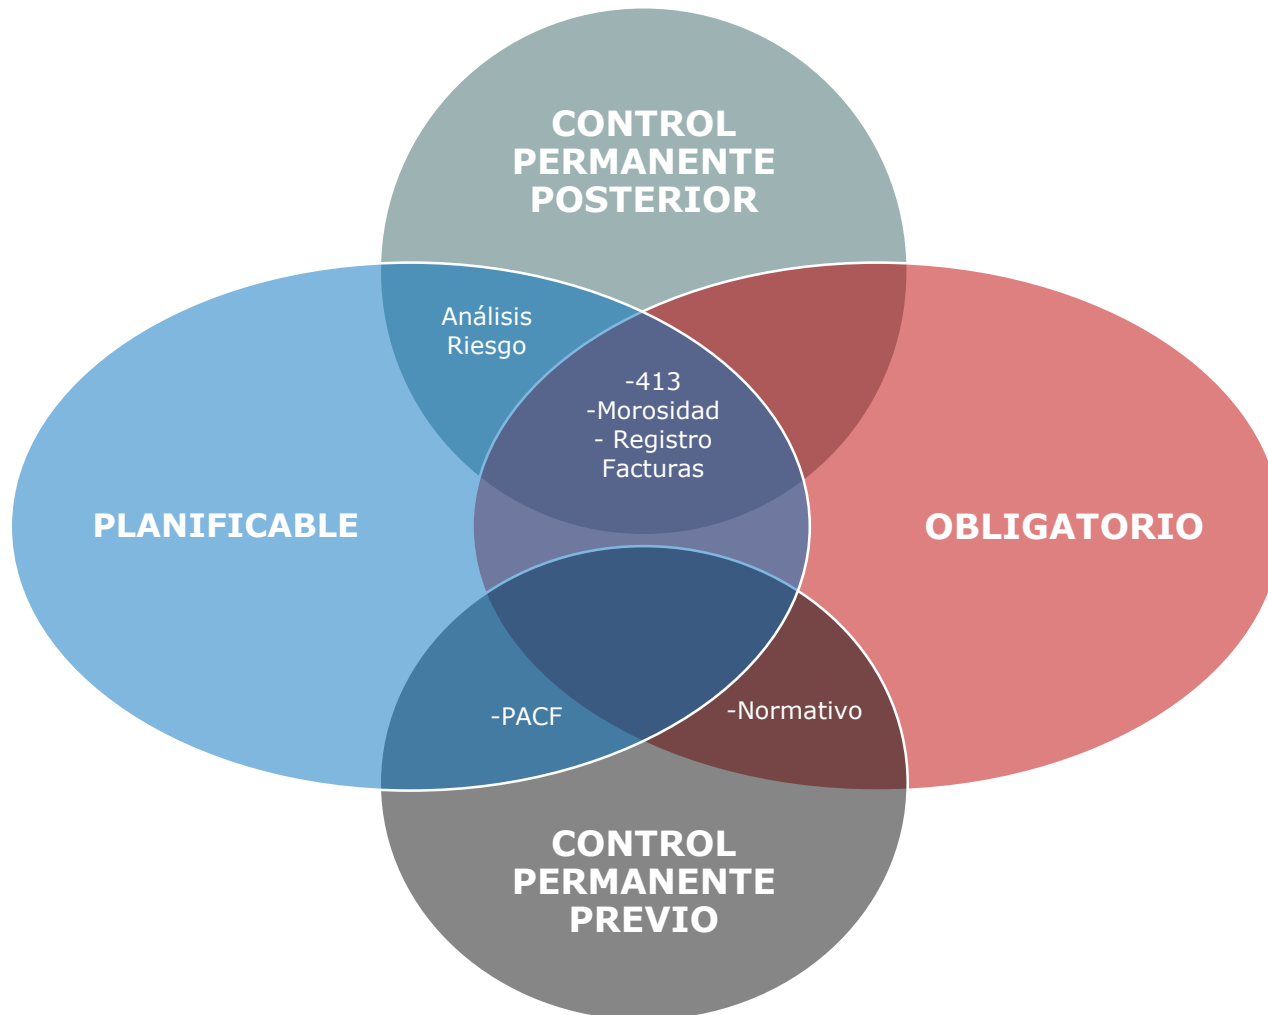 CONTROL
PERMANENTE
POSTERIOR
Análisis
Riesgo
-413
-Morosidad
- Registro
Facturas
PLANIFICABLE
OBLIGATORIO
-PACF
-Normativo
CONTROL
PERMANENTE
PREVIO